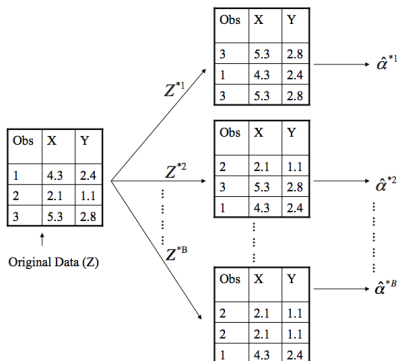 Obs X Y
3 5.3 2.8
1 4.3 2.4
3 5.3 2.8
Z*1
α̂*1
Obs X Y
1 4.3 2.4
2 2.1 1.1
3 5.3 2.8
Original Data (Z)
Z*2
Obs X Y
2 2.1 1.1
3 5.3 2.8
1 4.3 2.4
α̂*2
Z*B
Obs X Y
2 2.1 1.1
2 2.1 1.1
1 4.3 2.4
α̂*B